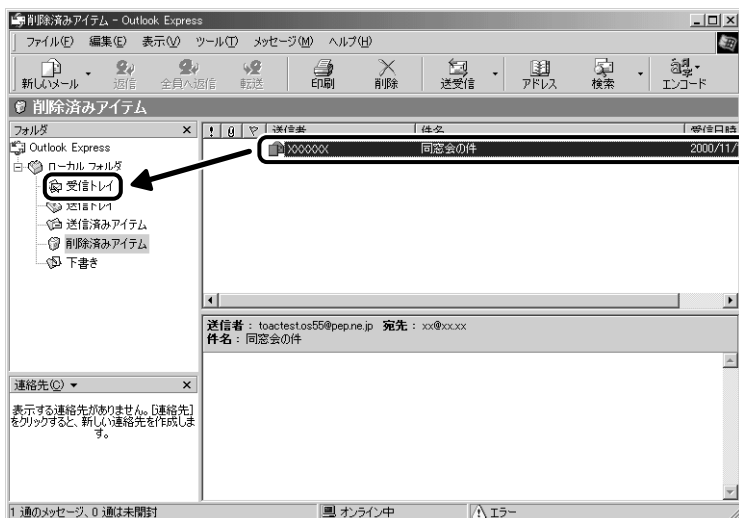 削除済みアイテム - Outlook Express
ファイル(F) 編集(E) 表示(V) ツール(T) メッセージ(M) ヘルプ(H)
新しいメール 返信 全員へ返信 転送 印刷 削除 送受信 アドレス 検索 エンコード
削除済みアイテム
フォルダ
! 送信者 件名 受信日時
Outlook Express
XXXXXX 同窓会の件 2000/11/
ローカル フォルダ
受信トレイ
送信トレイ
送信済みアイテム
削除済みアイテム
下書き
送信者 : toactest.os55@pep.ne.jp 宛先 : xx@xx.xx
件名 : 同窓会の件
連絡先(C)
表示する連絡先がありません。[連絡先]
をクリックすると、新しい連絡先を作成しま
す。
1 通のメッセージ、0 通は未開封 オンライン中 エラー